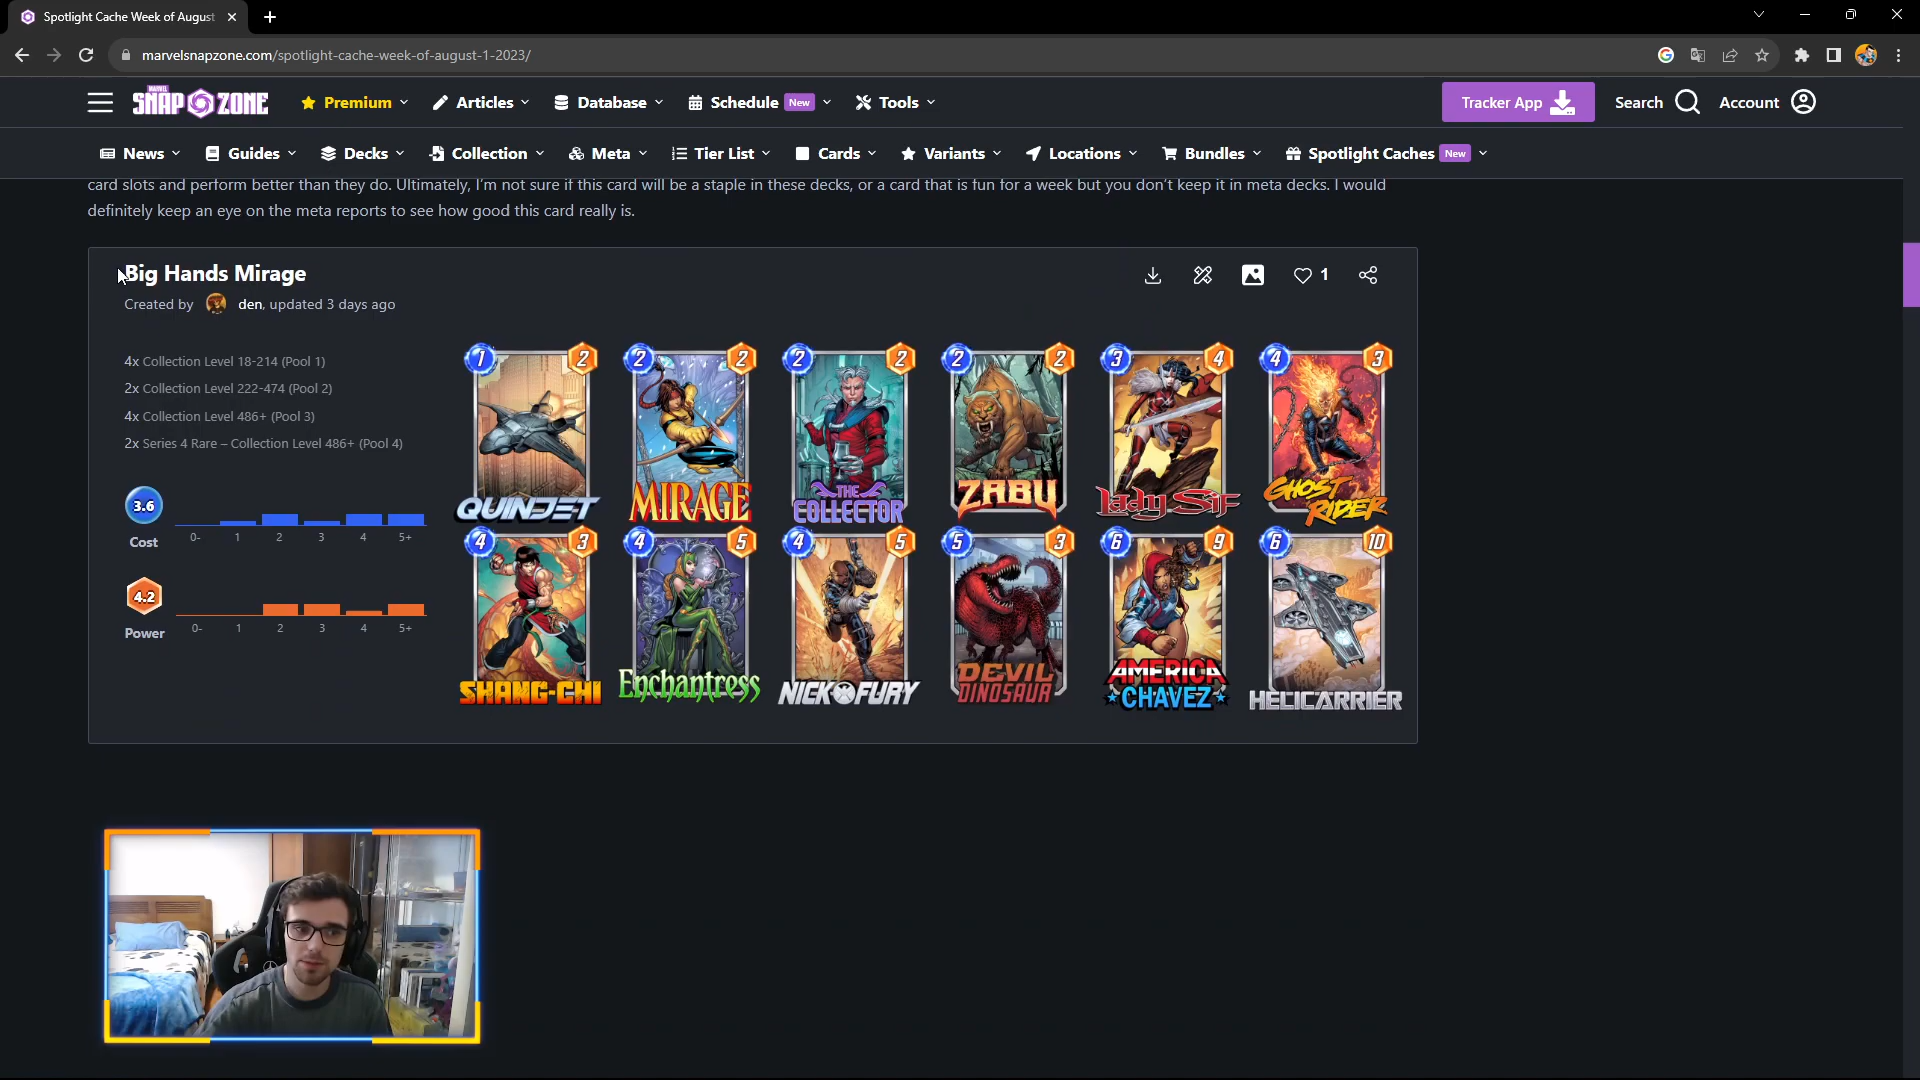 Spotlight Cache Week of August
marvelsnapzone.com/spotlight-cache-week-of-august-1-2023/
MARVEL
SNAP ZONE
Premium
Articles
Database
Schedule New
Tools
Tracker App
Search
Account
News
Guides
Decks
Collection
Meta
Tier List
Cards
Variants
Locations
Bundles
Spotlight Caches New
card slots and perform better than they do. Ultimately, I'm not sure if this card will be a staple in these decks, or a card that is fun for a week but you don't keep it in meta decks. I would
definitely keep an eye on the meta reports to see how good this card really is.
Big Hands Mirage
1
Created by den, updated 3 days ago
4x Collection Level 18-214 (Pool 1)
2x Collection Level 222-474 (Pool 2)
4x Collection Level 486+ (Pool 3)
2x Series 4 Rare – Collection Level 486+ (Pool 4)
3.6
Cost
0- 1 2 3 4 5+
4.2
Power
0- 1 2 3 4 5+
1 2
QUINJET
2 2
MIRAGE
2 2
THE COLLECTOR
2 2
ZABU
3 4
Lady Sif
4 3
GHOST RIDER
4 3
SHANG-CHI
4 5
Enchantress
4 5
NICK FURY
5 3
DEVIL DINOSAUR
6 9
AMERICA CHAVEZ
6 10
HELICARRIER